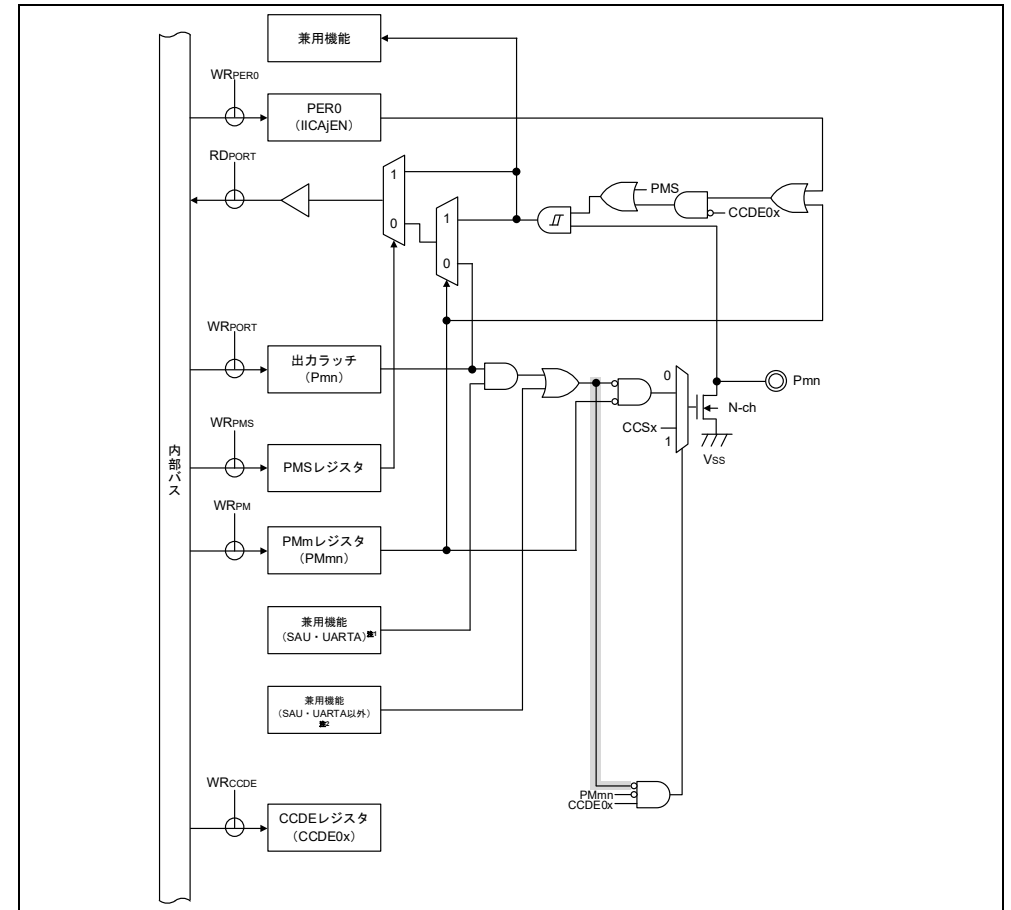 兼用機能
WRPER0
PER0
（IICAjEN）
RDPORT
1
0
1
0
PMS
CCDE0x
WRPORT
出力ラッチ
（Pmn）
0
Pmn
N-ch
CCSx
1
Vss
WRPMS
PMSレジスタ
内部バス
WRPM
PMmレジスタ
（PMmn）
兼用機能
（SAU・UARTA）注1
兼用機能
（SAU・UARTA以外）
注2
PMmn
CCDE0x
WRCCDE
CCDEレジスタ
（CCDE0x）